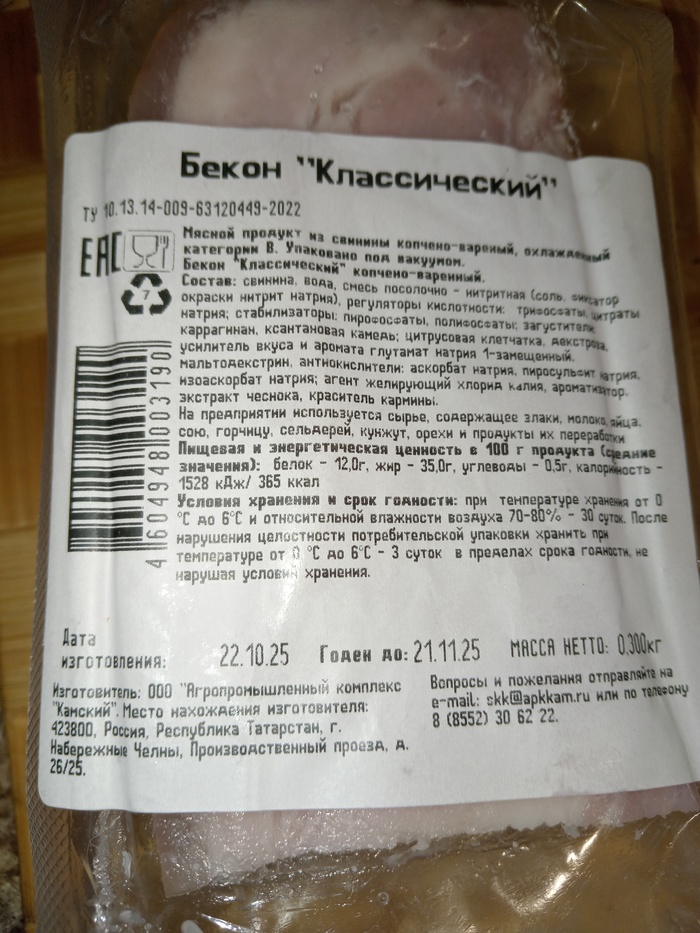 Бекон "Классический"
ТУ 10.13.14-009-63120449-2022
EAC
7
4 604948 003190
Мясной продукт из свинины копчено-вареный, охлажденный
категории В. Упаковано под вакуумом.
Бекон "Классический" копчено-варенный.
Состав: свинина, вода, смесь посолочно - нитритная (соль, фиксатор
окраски нитрит натрия), регуляторы кислотности: трифосфаты, цитраты
натрия; стабилизаторы: пирофосфаты, полифосфаты; загустители
каррагинан, ксантановая камедь; цитрусовая клетчатка, декстроза,
усилитель вкуса и аромата глутамат натрия 1-замещенный.
мальтодекстрин, антиокислители: аскорбат натрия, пиросульфит натрия,
изоаскорбат натрия; агент желирующий хлорид калия, ароматизатор,
экстракт чеснока, краситель кармины.
На предприятии используется сырье, содержащее злаки, молоко, яйца,
сою, горчицу, сельдерей, кунжут, орехи и продукты их переработки
Пищевая и энергетическая ценность в 100 г продукта (средние
значения): белок - 12,0г, жир - 35,0г, углеводы - 0,5г, калорийность -
1528 кДж/ 365 ккал
Условия хранения и срок годности: при температуре хранения от 0
°С до 6°С и относительной влажности воздуха 70-80% - 30 суток. После
нарушения целостности потребительской упаковки хранить при
температуре от 0 °С до 6°С - 3 суток в пределах срока годности, не
нарушая условий хранения.
Дата
изготовления:
22.10.25
Годен до: 21.11.25
МАССА НЕТТО: 0,300кг
Изготовитель: ООО "Агропромышленный комплекс
"Камский". Место нахождения изготовителя:
423800, Россия, Республика Татарстан, г.
Набережные Челны, Производственный проезд, д.
26/25.
Вопросы и пожелания отправляйте на
e-mail: skk@apkkam.ru или по телефону
8 (8552) 30 62 22.